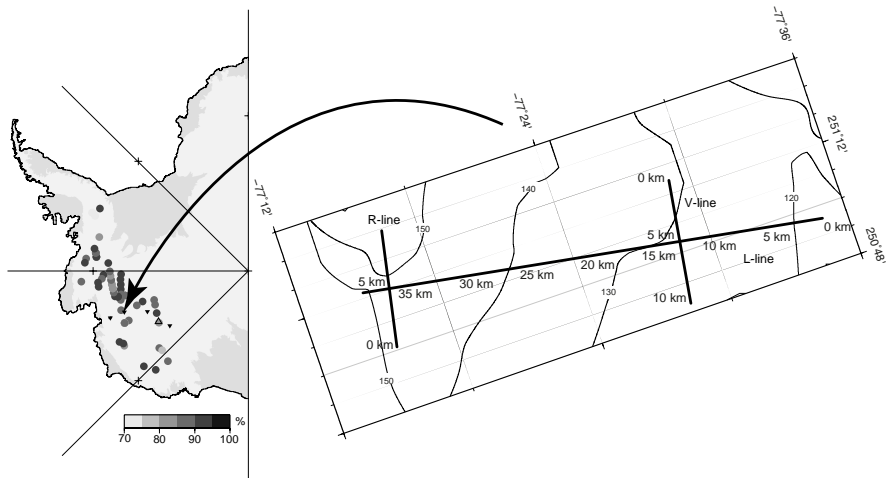 −77˚36'
−77˚24'
−77˚12'
251˚12'
250˚48'
140
150
R-line
0 km
V-line
120
5 km
0 km
5 km
10 km
15 km
20 km
25 km
30 km
35 km
5 km
L-line
130
10 km
0 km
150
%
70 80 90 100